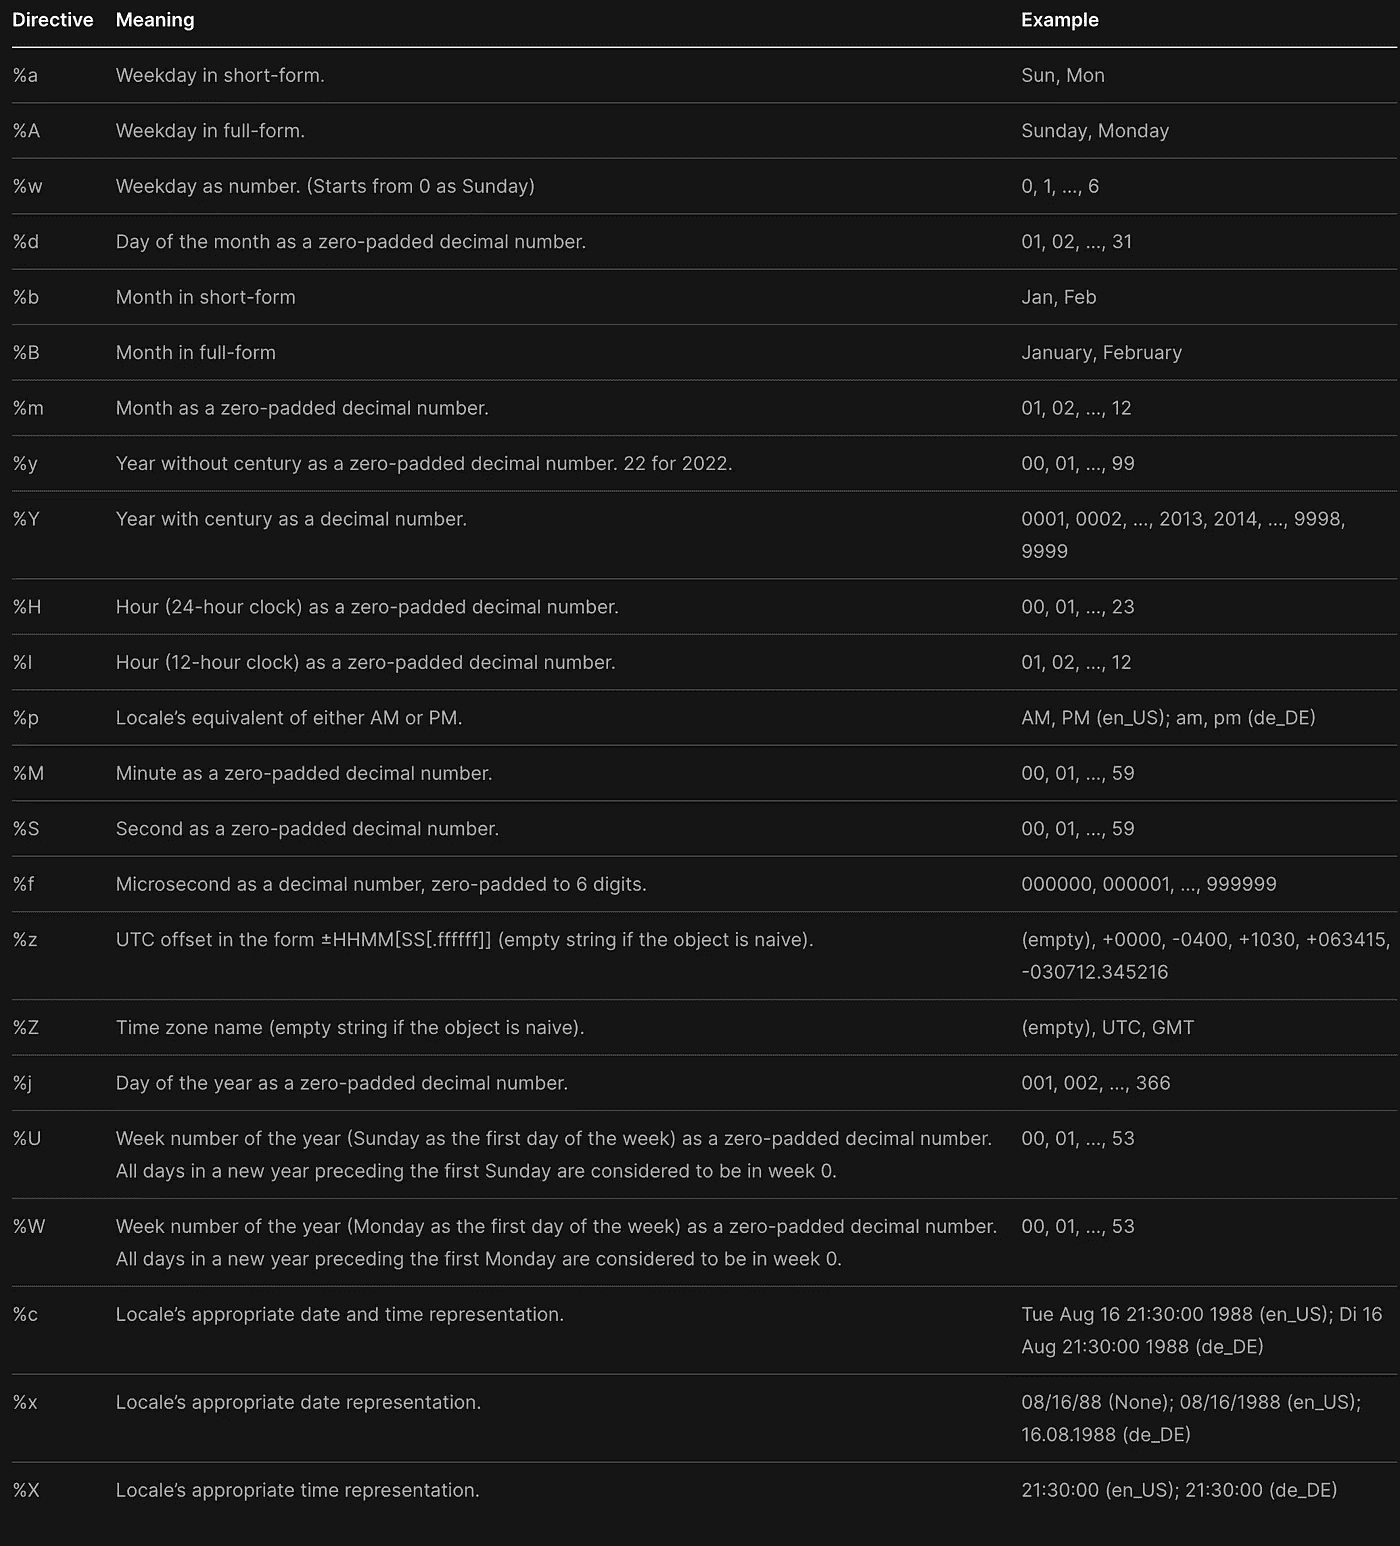 Directive Meaning Example
%a Weekday in short-form. Sun, Mon
%A Weekday in full-form. Sunday, Monday
%w Weekday as number. (Starts from 0 as Sunday) 0, 1, ..., 6
%d Day of the month as a zero-padded decimal number. 01, 02, ..., 31
%b Month in short-form Jan, Feb
%B Month in full-form January, February
%m Month as a zero-padded decimal number. 01, 02, ..., 12
%y Year without century as a zero-padded decimal number. 22 for 2022. 00, 01, ..., 99
%Y Year with century as a decimal number. 0001, 0002, ..., 2013, 2014, ..., 9998,
9999
%H Hour (24-hour clock) as a zero-padded decimal number. 00, 01, ..., 23
%I Hour (12-hour clock) as a zero-padded decimal number. 01, 02, ..., 12
%p Locale’s equivalent of either AM or PM. AM, PM (en_US); am, pm (de_DE)
%M Minute as a zero-padded decimal number. 00, 01, ..., 59
%S Second as a zero-padded decimal number. 00, 01, ..., 59
%f Microsecond as a decimal number, zero-padded to 6 digits. 000000, 000001, ..., 999999
%z UTC offset in the form ±HHMM[SS[.ffffff]] (empty string if the object is naive). (empty), +0000, -0400, +1030, +063415,
-030712.345216
%Z Time zone name (empty string if the object is naive). (empty), UTC, GMT
%j Day of the year as a zero-padded decimal number. 001, 002, ..., 366
%U Week number of the year (Sunday as the first day of the week) as a zero-padded decimal number. 00, 01, ..., 53
All days in a new year preceding the first Sunday are considered to be in week 0.
%W Week number of the year (Monday as the first day of the week) as a zero-padded decimal number. 00, 01, ..., 53
All days in a new year preceding the first Monday are considered to be in week 0.
%c Locale’s appropriate date and time representation. Tue Aug 16 21:30:00 1988 (en_US); Di 16
Aug 21:30:00 1988 (de_DE)
%x Locale’s appropriate date representation. 08/16/88 (None); 08/16/1988 (en_US);
16.08.1988 (de_DE)
%X Locale’s appropriate time representation. 21:30:00 (en_US); 21:30:00 (de_DE)